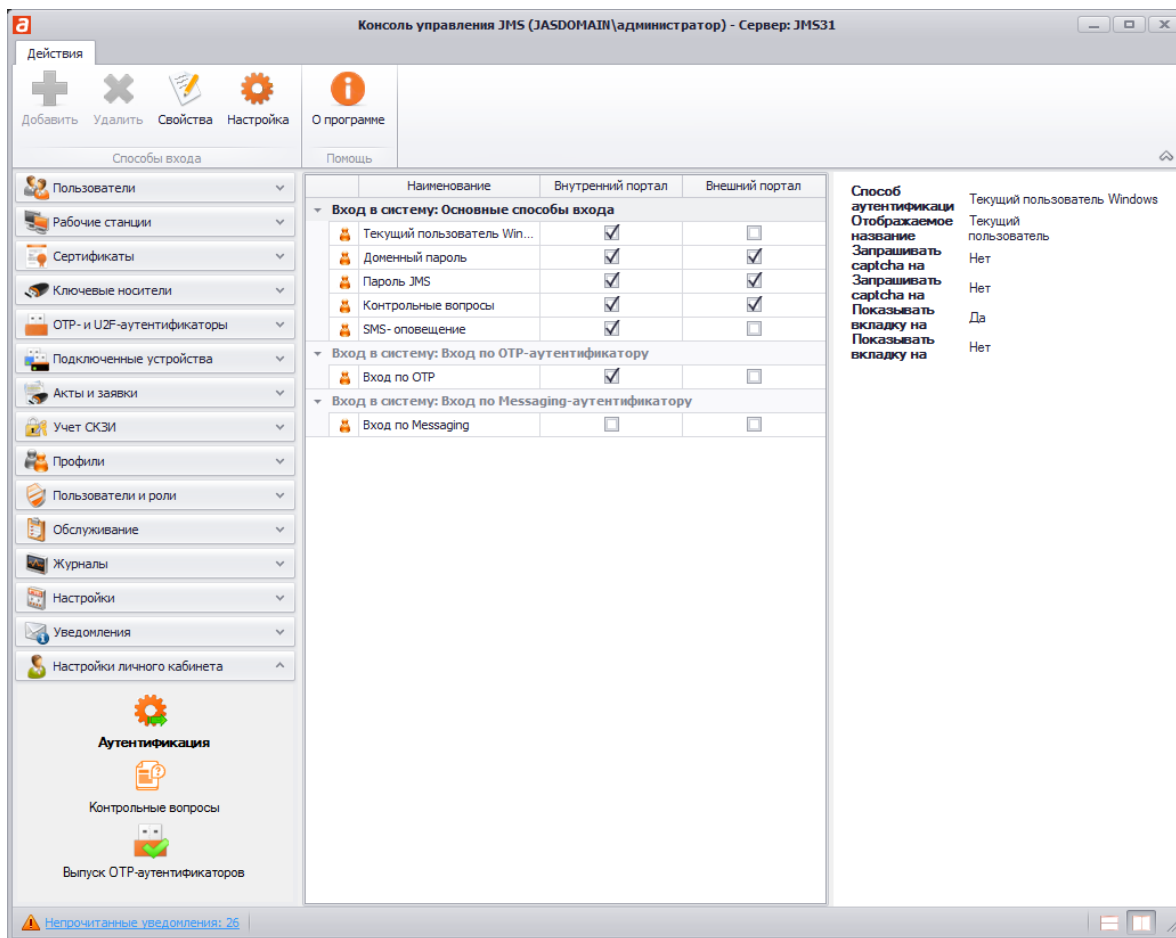 Консоль управления JMS (JASDOMAIN\администратор) - Сервер: JMS31
Действия
Добавить Удалить Свойства Настройка О программе
Способы входа Помощь
Пользователи
Рабочие станции
Сертификаты
Ключевые носители
OTP- и U2F-аутентификаторы
Подключенные устройства
Акты и заявки
Учет СКЗИ
Профили
Пользователи и роли
Обслуживание
Журналы
Настройки
Уведомления
Настройки личного кабинета
Аутентификация
Контрольные вопросы
Выпуск OTP-аутентификаторов
Наименование Внутренний портал Внешний портал
Вход в систему: Основные способы входа
Текущий пользователь Win...
Доменный пароль
Пароль JMS
Контрольные вопросы
SMS- оповещение
Вход в систему: Вход по OTP-аутентификатору
Вход по OTP
Вход в систему: Вход по Messaging-аутентификатору
Вход по Messaging
Способ
аутентификаци Текущий пользователь Windows
Отображаемое Текущий
название пользователь
Запрашивать
captcha на Нет
Запрашивать
captcha на Нет
Показывать
вкладку на Да
Показывать
вкладку на Нет
Непрочитанные уведомления: 26